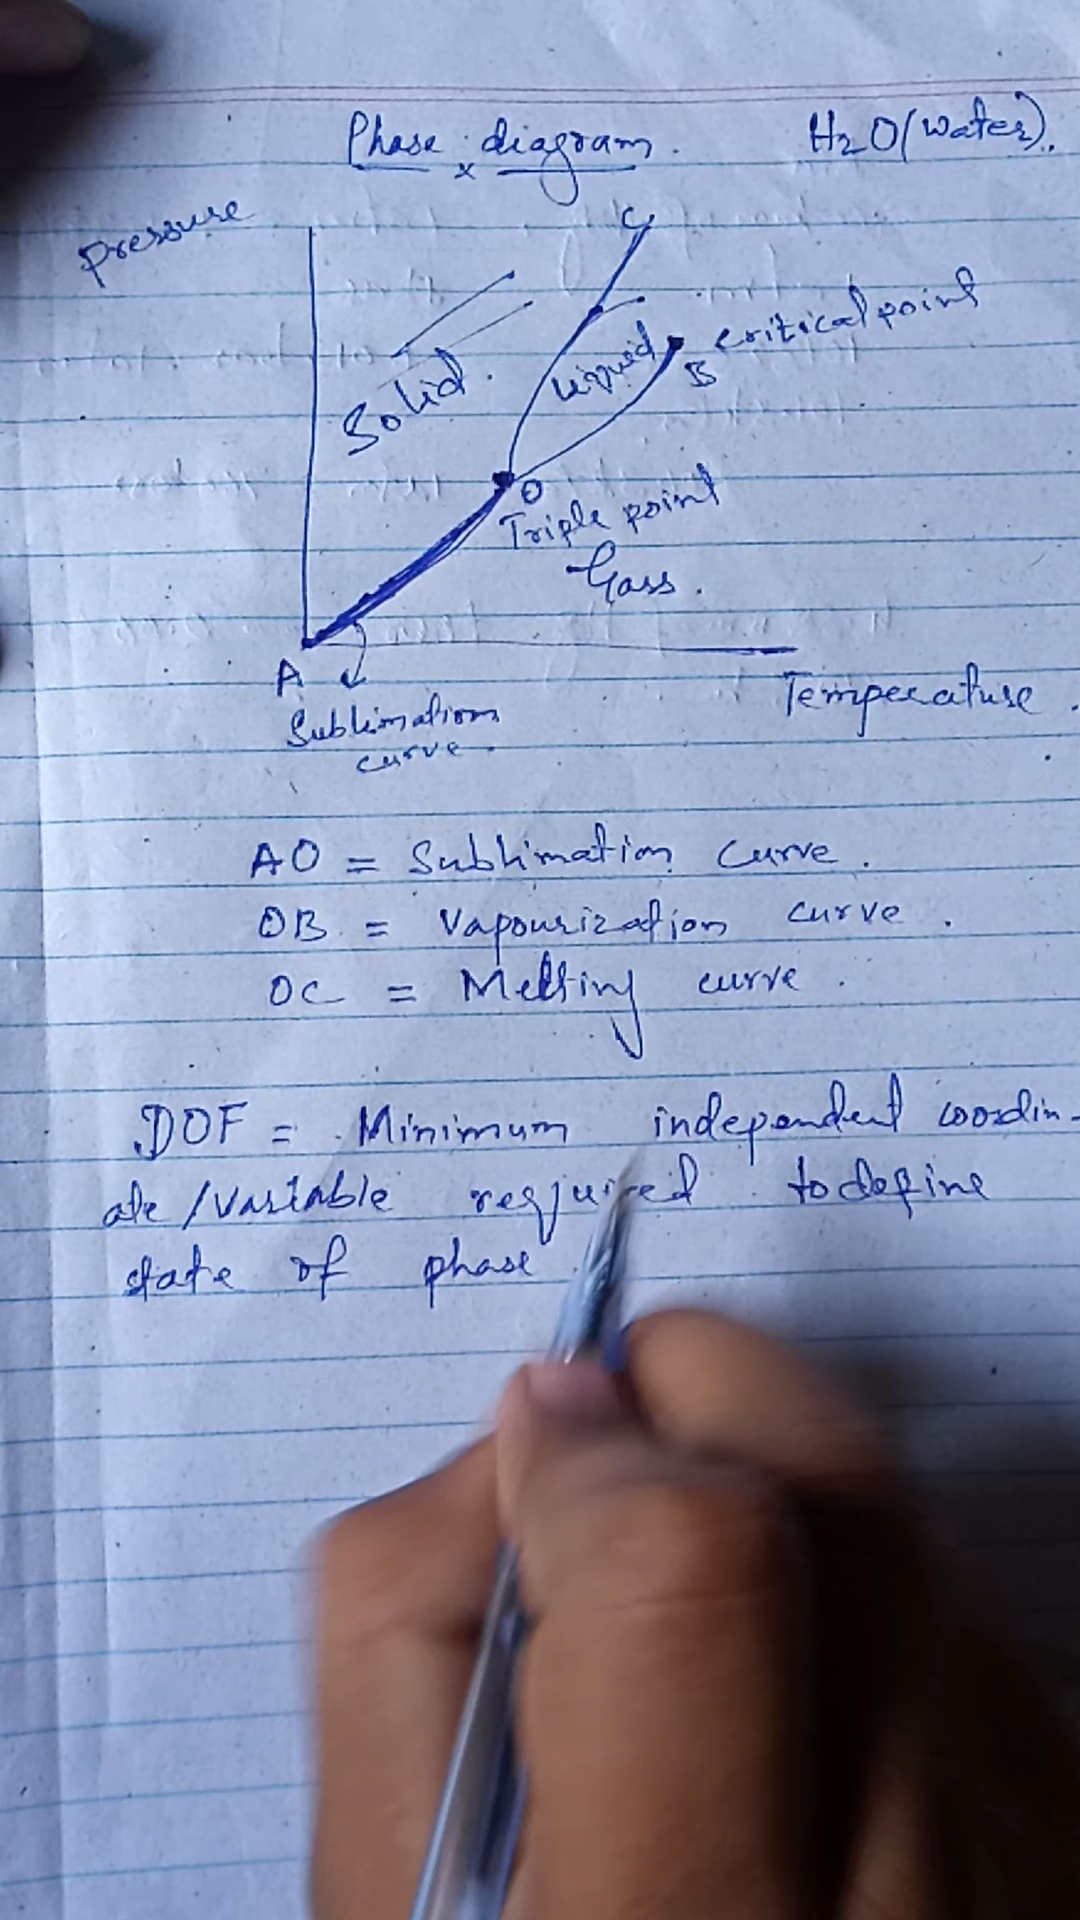 Phase diagram. H2O(water).
pressure
C
Solid.
Liquid
B critical point
O
Triple point
Gass.
A
Sublimation
curve.
Temperature.
AO = Sublimation curve.
OB = Vapourization curve.
OC = Melting curve.
DOF = Minimum independent coordin-
ate/variable required to define
state of phase